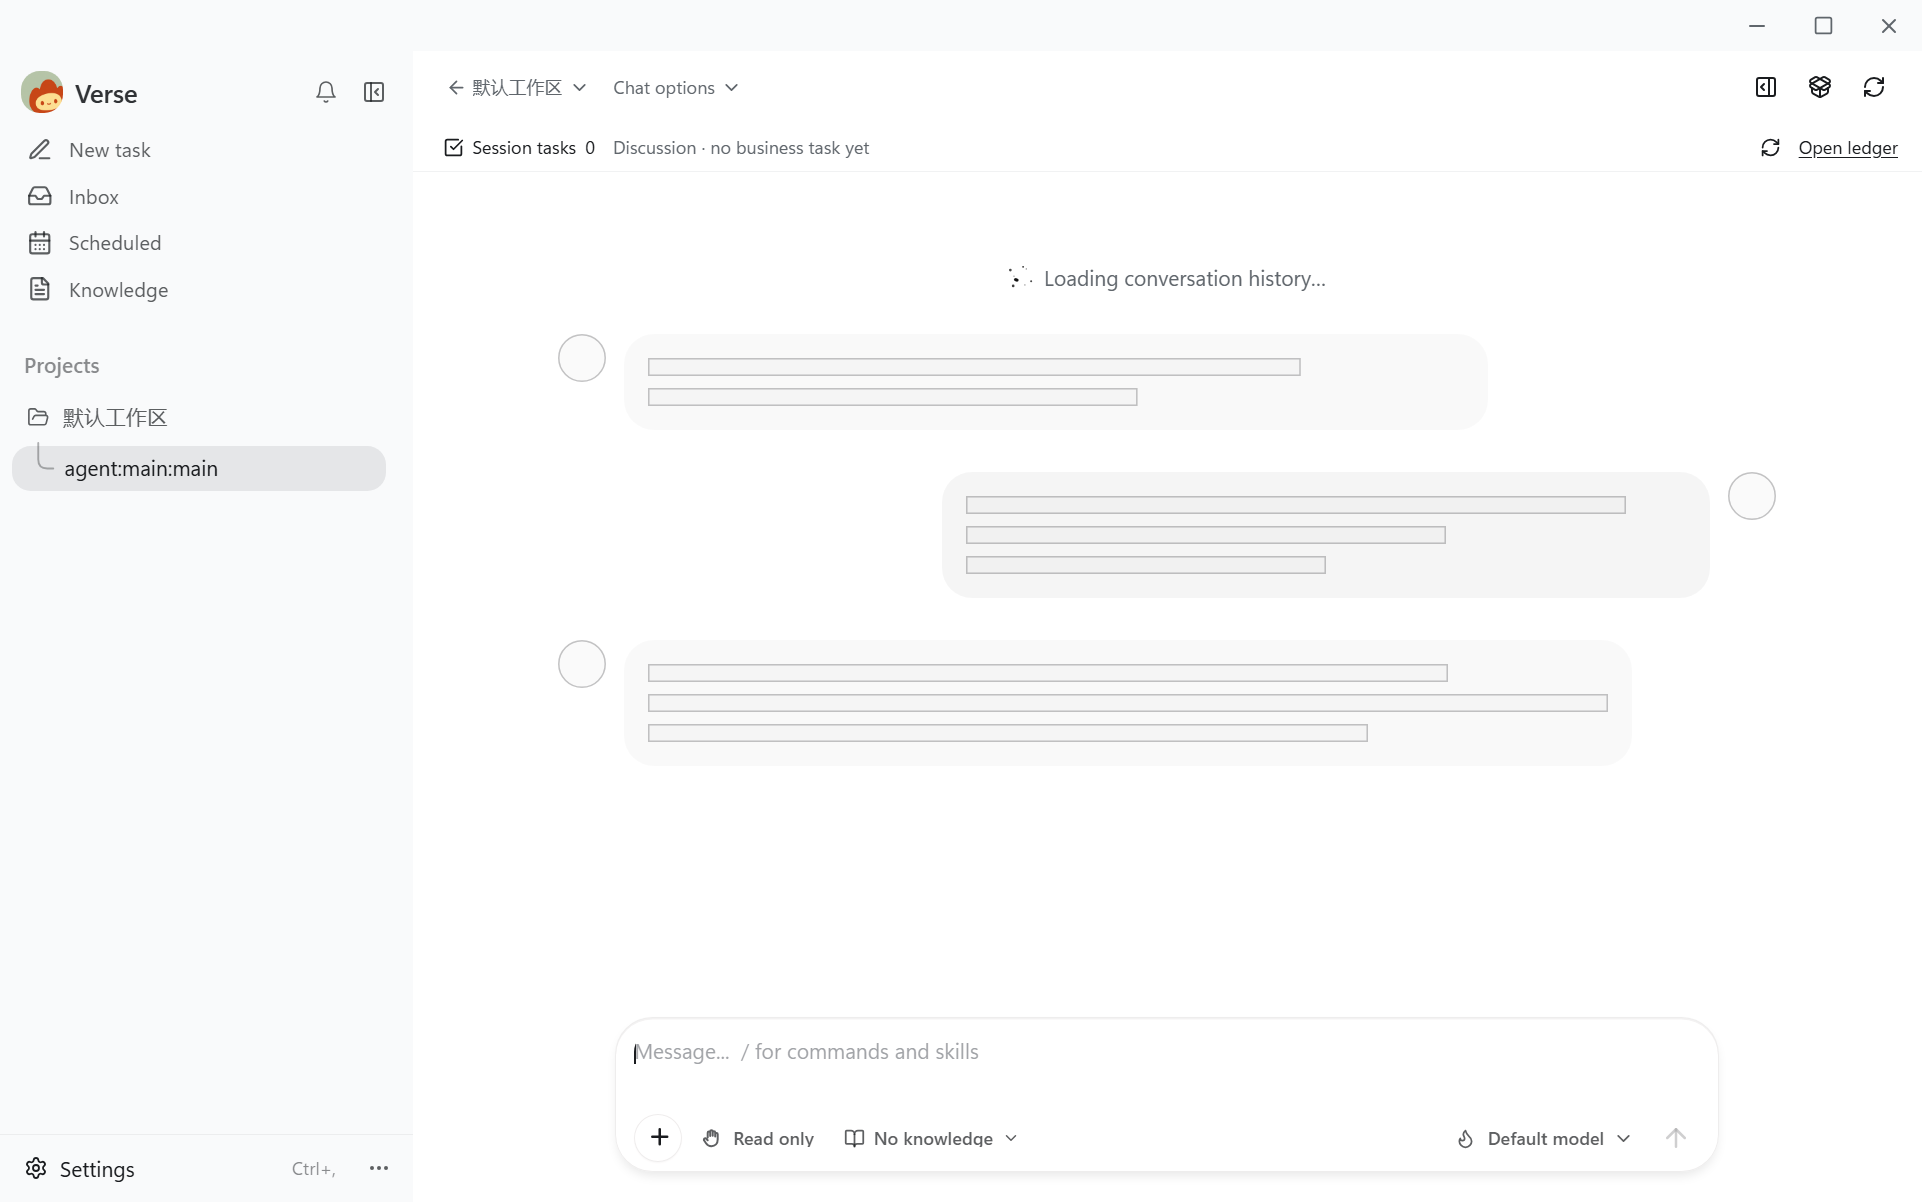 Verse
New task
Inbox
Scheduled
Knowledge
Projects
默认工作区
agent:main:main
Settings Ctrl+,
默认工作区 Chat options
Session tasks 0 Discussion · no business task yet Open ledger
Loading conversation history...
Message... / for commands and skills
Read only No knowledge Default model